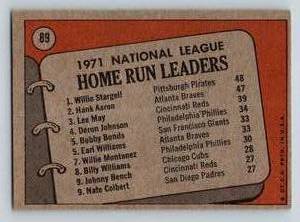 89
1971 NATIONAL LEAGUE
HOME RUN LEADERS
1 Willie Stargell Pittsburgh Pirates 48
2 Hank Aaron Atlanta Braves 47
3 Lee May Cincinnati Reds 39
4 Deron Johnson Philadelphia Phillies 34
5 Bobby Bonds San Francisco Giants 33
5 Earl Williams Atlanta Braves 33
7 Willie Montanez Philadelphia Phillies 30
8 Billy Williams Chicago Cubs 28
9 Johnny Bench Cincinnati Reds 27
9 Nate Colbert San Diego Padres 27
© T.C.G. PRTD. IN U.S.A.